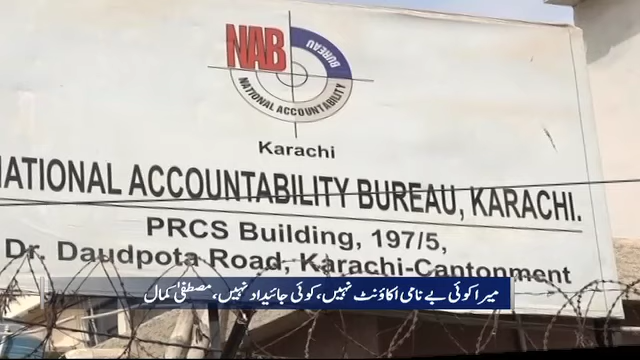 NAB
BUREAU
NATIONAL ACCOUNTABILITY
Karachi
NATIONAL ACCOUNTABILITY BUREAU, KARACHI.
PRCS Building, 197/5,
Dr. Daudpota Road, Karachi-Cantonment
میرا کوئی بے نامی اکاؤنٹ نہیں، کوئی جائیداد نہیں، مصطفیٰ کمال